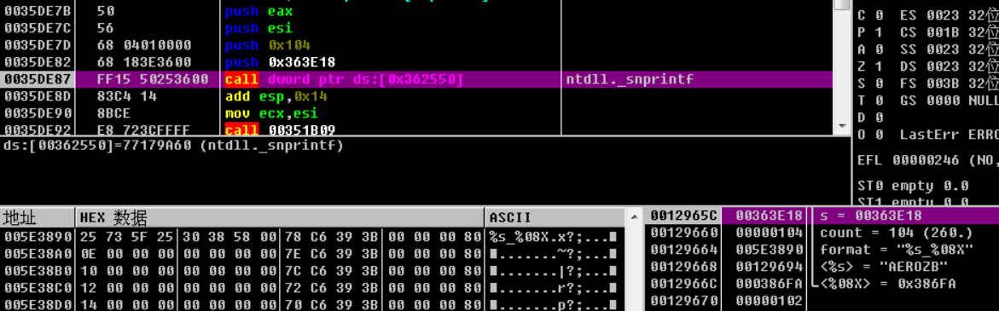 0035DE7B 50 push eax
0035DE7C 56 push esi
0035DE7D 68 04010000 push 0x104
0035DE82 68 183E3600 push 0x363E18
0035DE87 FF15 50253600 call dword ptr ds:[0x362550] ntdll._snprintf
0035DE8D 83C4 14 add esp,0x14
0035DE90 8BCE mov ecx,esi
0035DE92 E8 723CFFFF call 00351B09
ds:[00362550]=77179A60 (ntdll._snprintf)
C 0 ES 0023 32位
P 1 CS 001B 32位
A 0 SS 0023 32位
Z 1 DS 0023 32位
S 0 FS 003B 32位
T 0 GS 0000 NULL
D 0
O 0 LastErr ERRO
EFL 00000246 (NO,
ST0 empty 0.0
ST1 empty 0.0
地址 HEX 数据 ASCII
005E3890 25 73 5F 25 30 38 58 00 78 C6 39 3B 00 00 00 80 %s_%08X.x?;...■
005E38A0 0E 00 00 00 00 00 00 00 7E C6 39 3B 00 00 00 80 ■.......~?;...■
005E38B0 10 00 00 00 00 00 00 00 7C C6 39 3B 00 00 00 80 ■.......|?;...■
005E38C0 12 00 00 00 00 00 00 00 72 C6 39 3B 00 00 00 80 ■.......r?;...■
005E38D0 14 00 00 00 00 00 00 00 70 C6 39 3B 00 00 00 80 ■.......p?;...■
0012965C 00363E18 s = 00363E18
00129660 00000104 count = 104 (260.)
00129664 005E3890 format = "%s_%08X"
00129668 00129694 <%s> = "AEROZB"
0012966C 000386FA <%08X> = 0x386FA
00129670 00000102